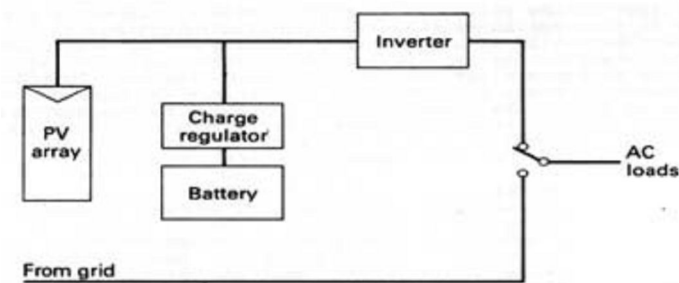 Inverter
PV
array
Charge
regulator
Battery
AC
loads
From grid